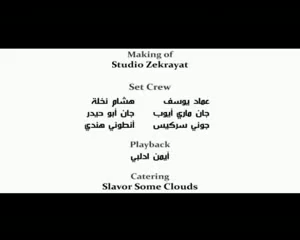 Making of
Studio Zekrayat
Set Crew
عماد يوسف هشام نخلة
جان ماري أيوب جان أبو حيدر
جوني سركيس أنطوني هندي
Playback
أيمن ادلبي
Catering
Slavor Some Clouds